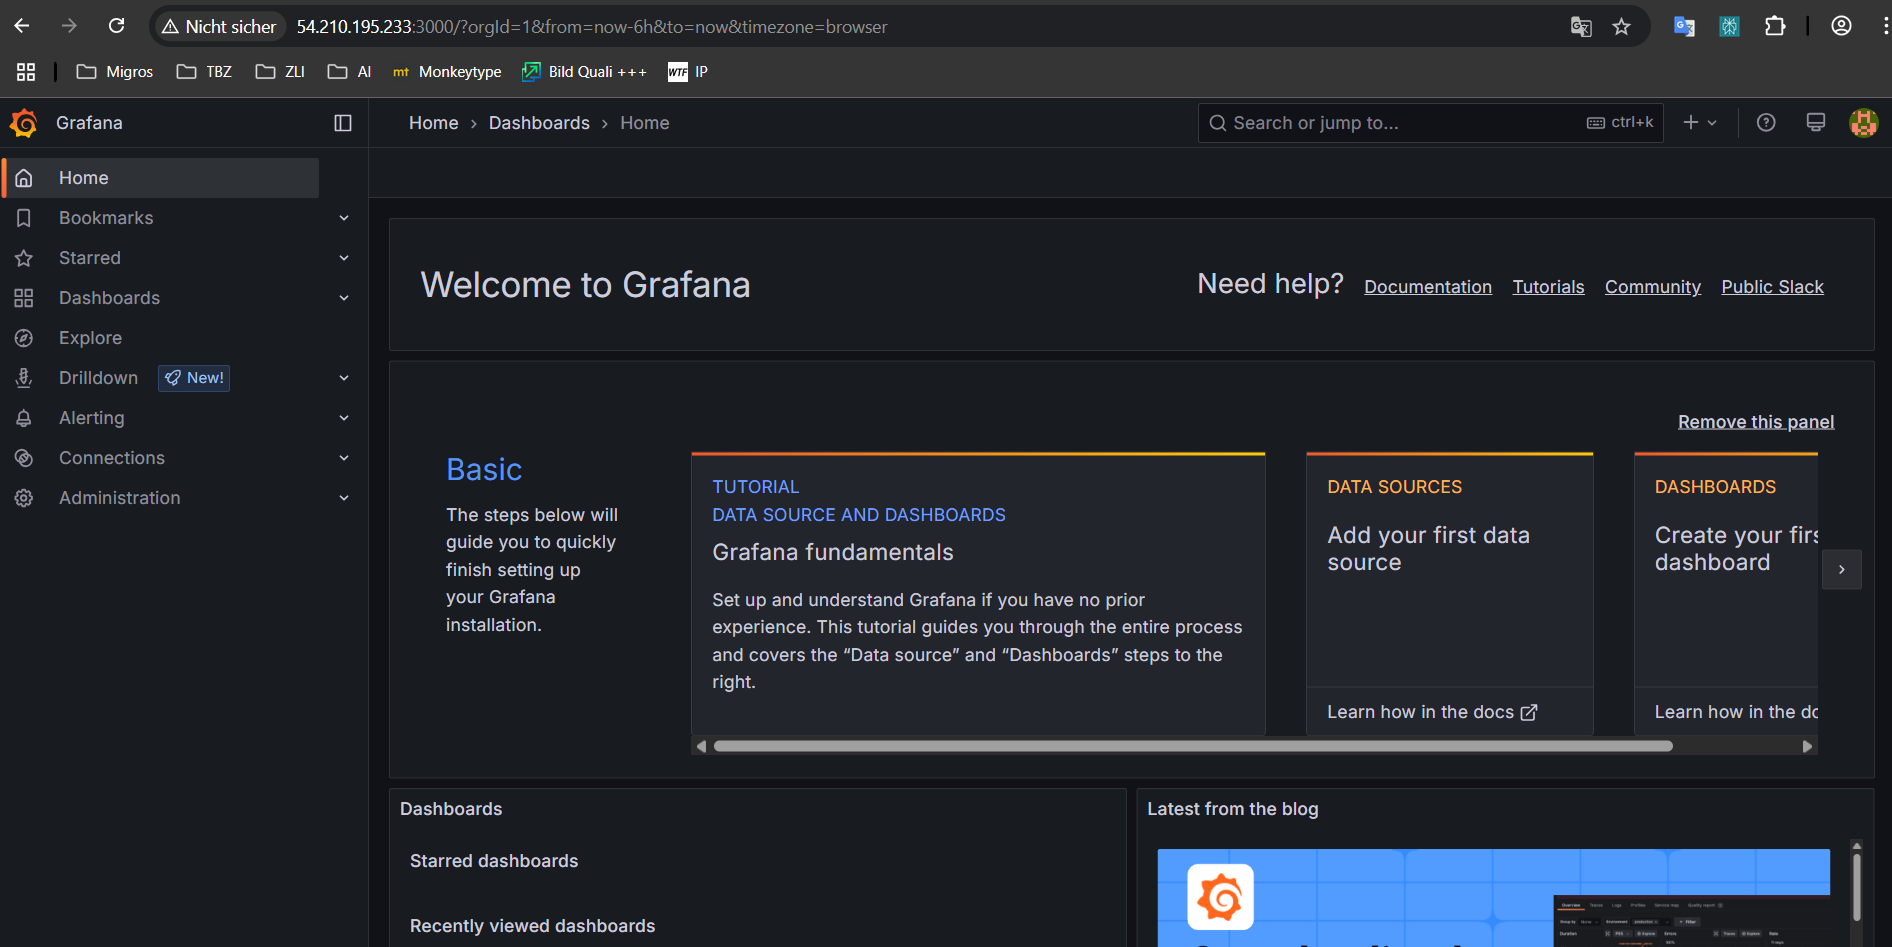 Nicht sicher 54.210.195.233:3000/?orgId=1&from=now-6h&to=now&timezone=browser
Migros TBZ ZLI AI mt Monkeytype Bild Quali +++ WTF IP
Grafana Home › Dashboards › Home Search or jump to... ctrl+k
Home
Bookmarks
Starred
Dashboards
Explore
Drilldown New!
Alerting
Connections
Administration
Welcome to Grafana
Need help? Documentation Tutorials Community Public Slack
Remove this panel
Basic
The steps below will
guide you to quickly
finish setting up
your Grafana
installation.
TUTORIAL
DATA SOURCE AND DASHBOARDS
Grafana fundamentals
Set up and understand Grafana if you have no prior
experience. This tutorial guides you through the entire process
and covers the “Data source” and “Dashboards” steps to the
right.
DATA SOURCES
Add your first data
source
Learn how in the docs
DASHBOARDS
Create your firs
dashboard
Learn how in the do
Dashboards
Starred dashboards
Recently viewed dashboards
Latest from the blog